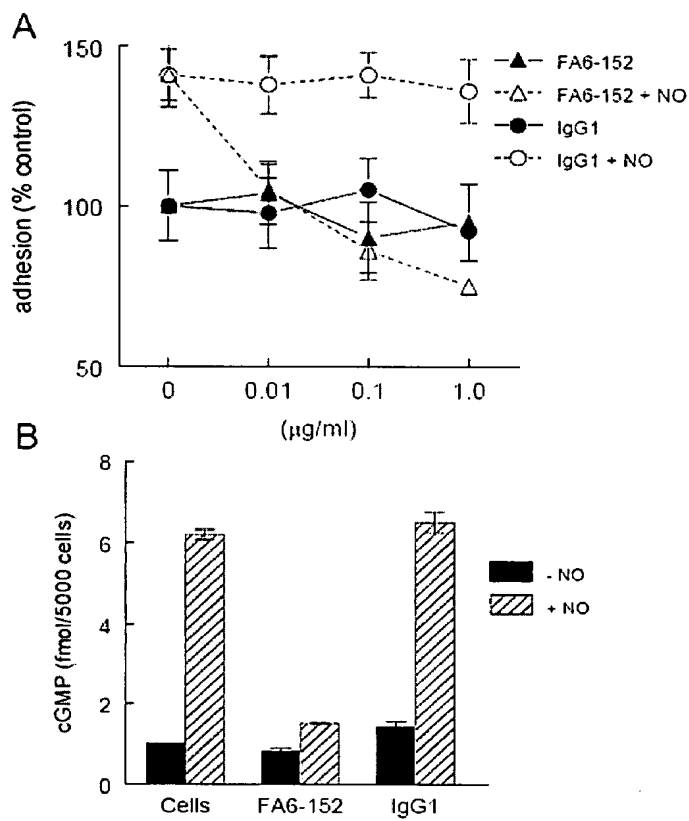 A
150
100
50
adhesion (% control)
0 0.01 0.1 1.0
(μg/ml)
FA6-152
FA6-152 + NO
IgG1
IgG1 + NO
B
8
6
4
2
0
cGMP (fmol/5000 cells)
Cells FA6-152 IgG1
- NO
+ NO